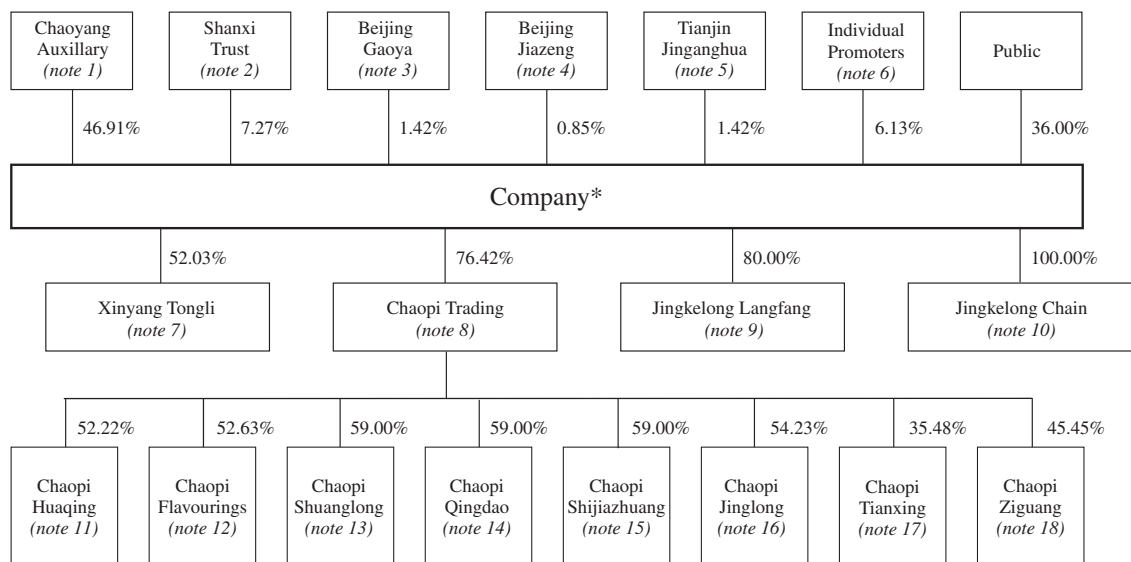 Chaoyang
Auxillary
(note 1)
Shanxi
Trust
(note 2)
Beijing
Gaoya
(note 3)
Beijing
Jiazeng
(note 4)
Tianjin
Jinganghua
(note 5)
Individual
Promoters
(note 6)
Public
46.91%
7.27%
1.42%
0.85%
1.42%
6.13%
36.00%
Company*
52.03%
76.42%
80.00%
100.00%
Xinyang Tongli
(note 7)
Chaopi Trading
(note 8)
Jingkelong Langfang
(note 9)
Jingkelong Chain
(note 10)
52.22%
52.63%
59.00%
59.00%
59.00%
54.23%
35.48%
45.45%
Chaopi
Huaqing
(note 11)
Chaopi
Flavourings
(note 12)
Chaopi
Shuanglong
(note 13)
Chaopi
Qingdao
(note 14)
Chaopi
Shijiazhuang
(note 15)
Chaopi
Jinglong
(note 16)
Chaopi
Tianxing
(note 17)
Chaopi
Ziguang
(note 18)